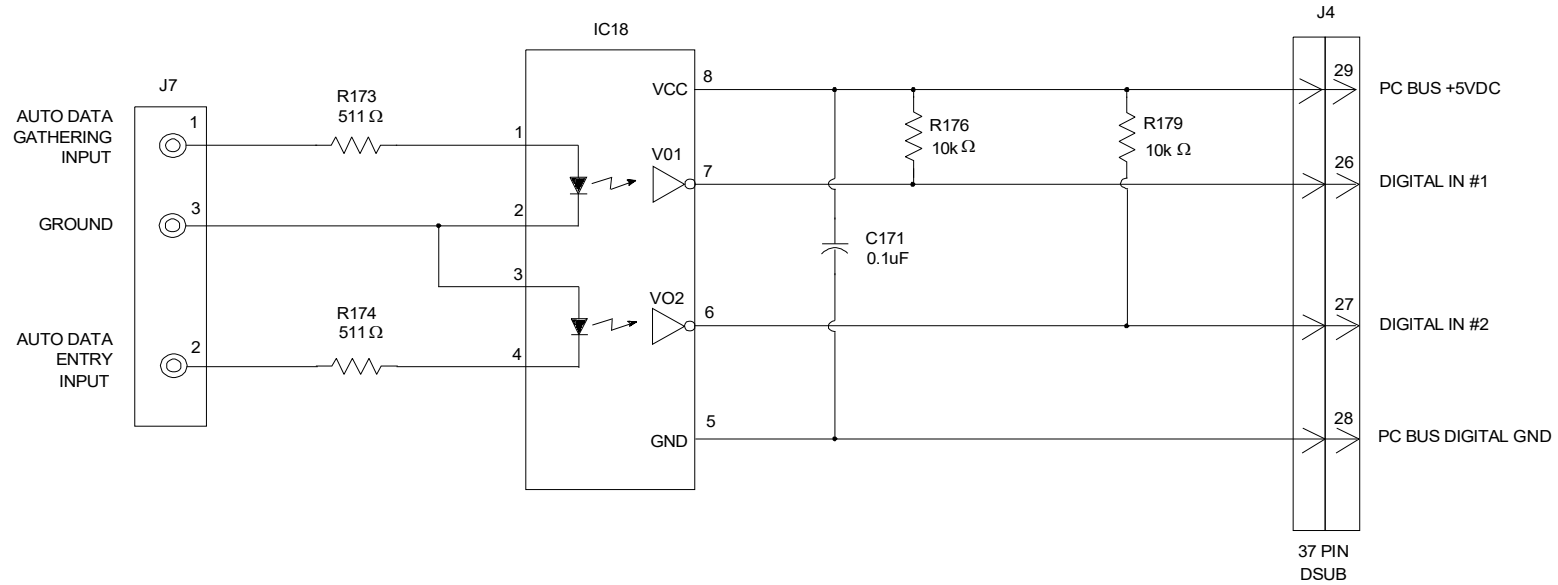 J4
IC18
J7
8
29
VCC
PC BUS +5VDC
R173
511 Ω
AUTO DATA
GATHERING
INPUT
1
1
R176
10k Ω
R179
10k Ω
V01
7
26
DIGITAL IN #1
3
GROUND
2
C171
0.1uF
3
VO2
6
27
DIGITAL IN #2
R174
511 Ω
AUTO DATA
ENTRY
INPUT
2
4
5
28
GND
PC BUS DIGITAL GND
37 PIN
DSUB